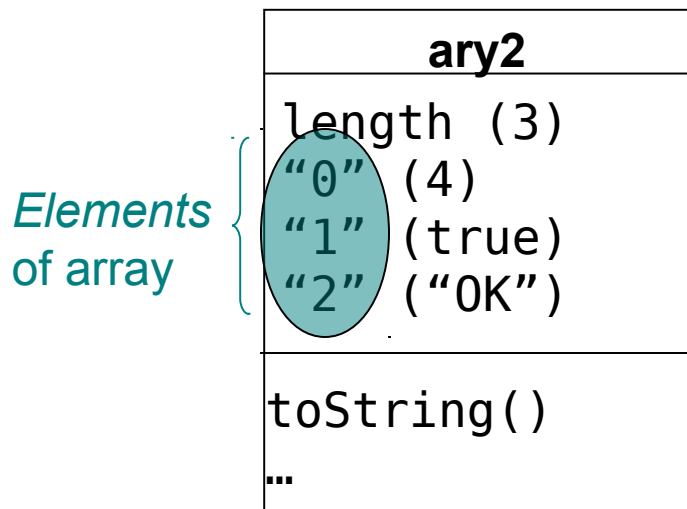 ary2
length (3)
“0” (4)
“1” (true)
“2” (“OK”)
Elements
of array
toString()
…